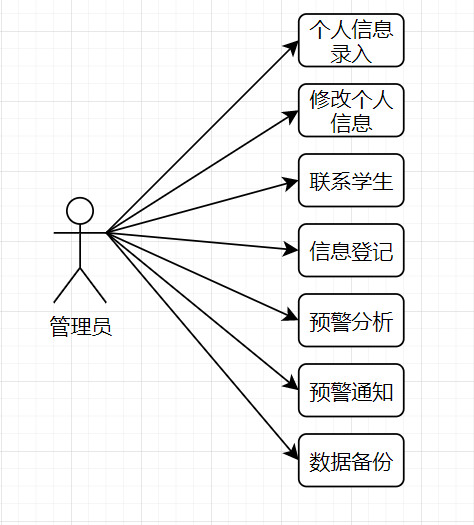 个人信息
录入
修改个人
信息
联系学生
信息登记
管理员
预警分析
预警通知
数据备份